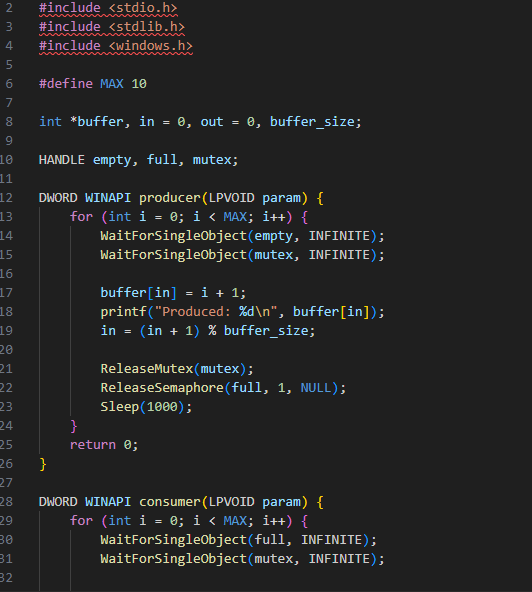 2 #include <stdio.h>
3 #include <stdlib.h>
4 #include <windows.h>
5
6 #define MAX 10
7
8 int *buffer, in = 0, out = 0, buffer_size;
9
10 HANDLE empty, full, mutex;
11
12 DWORD WINAPI producer(LPVOID param) {
13     for (int i = 0; i < MAX; i++) {
14         WaitForSingleObject(empty, INFINITE);
15         WaitForSingleObject(mutex, INFINITE);
16
17         buffer[in] = i + 1;
18         printf("Produced: %d\n", buffer[in]);
19         in = (in + 1) % buffer_size;
20
21         ReleaseMutex(mutex);
22         ReleaseSemaphore(full, 1, NULL);
23         Sleep(1000);
24     }
25     return 0;
26 }
27
28 DWORD WINAPI consumer(LPVOID param) {
29     for (int i = 0; i < MAX; i++) {
30         WaitForSingleObject(full, INFINITE);
31         WaitForSingleObject(mutex, INFINITE);
32